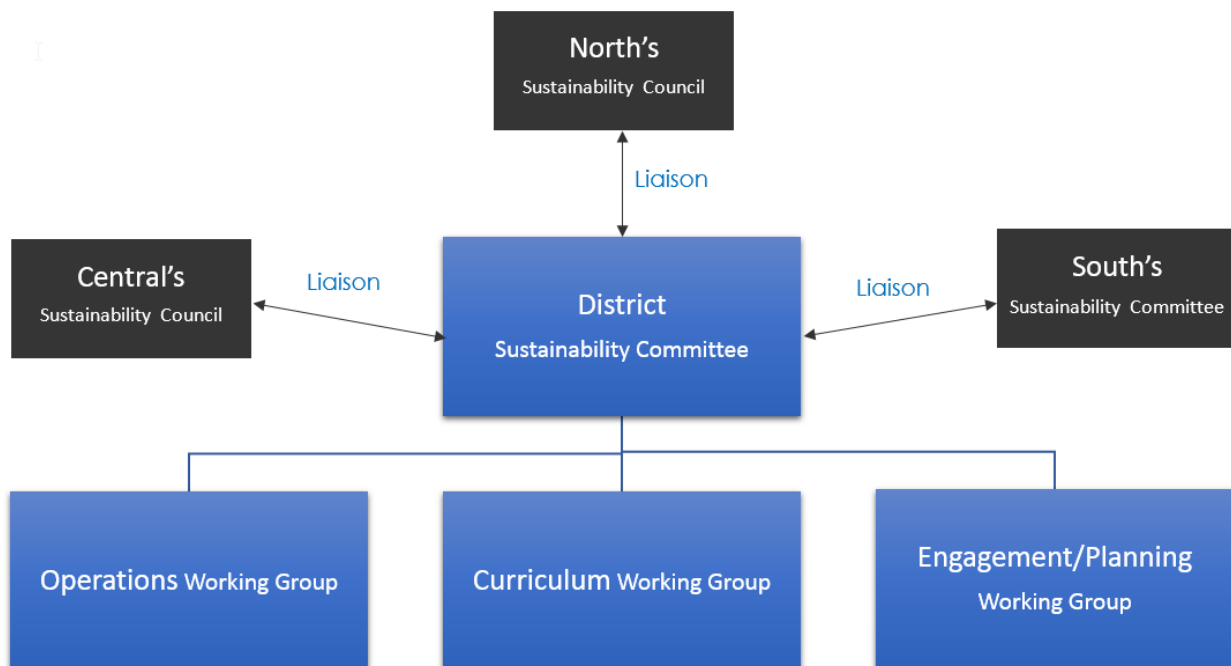 North's
Sustainability Council
Liaison
Central's
Sustainability Council
Liaison
District
Sustainability Committee
Liaison
South's
Sustainability Committee
Operations Working Group
Curriculum Working Group
Engagement/Planning
Working Group